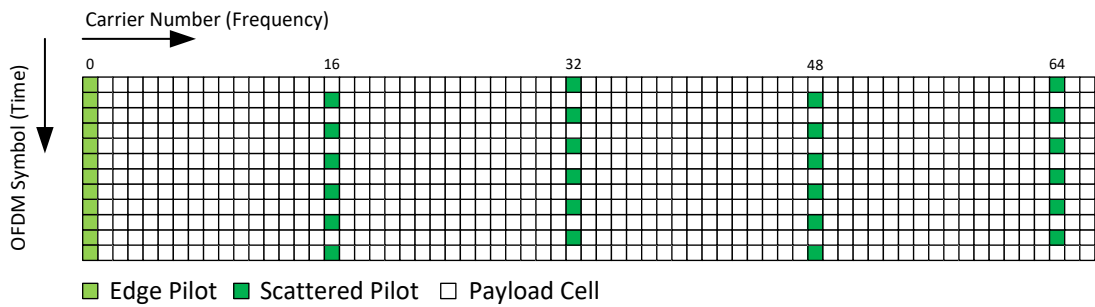 Carrier Number (Frequency)
0 16 32 48 64
OFDM Symbol (Time)
Edge Pilot Scattered Pilot Payload Cell